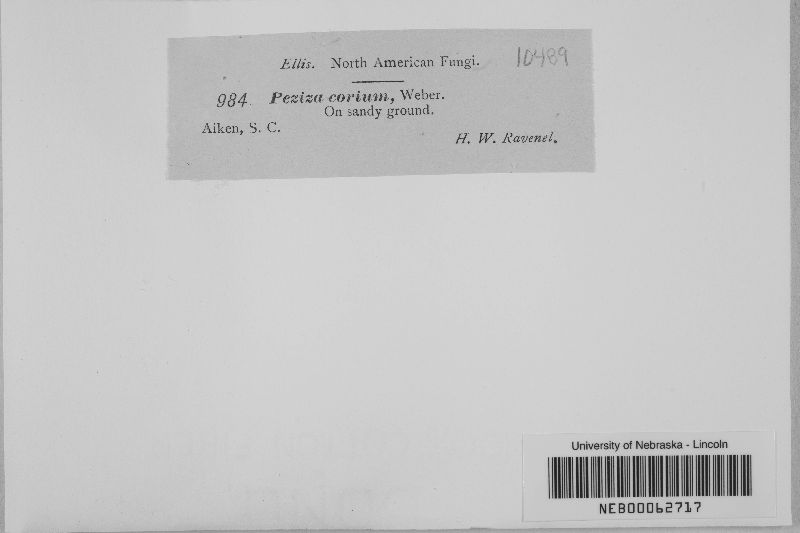 Ellis. North American Fungi. 10489
984. Peziza corium, Weber.
On sandy ground.
Aiken, S. C.
H. W. Ravenel.
University of Nebraska - Lincoln
NEB00062717